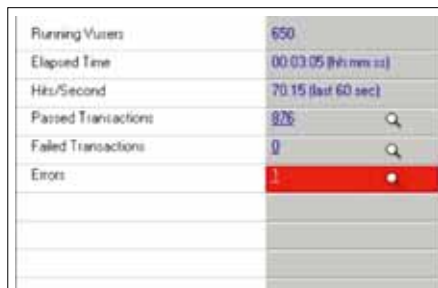 Running Vusers 650
Elapsed Time 00:03:05 (hh:mm:ss)
Hits/Second 70.15 (last 60 sec)
Passed Transactions 876
Failed Transactions 0
Errors 1